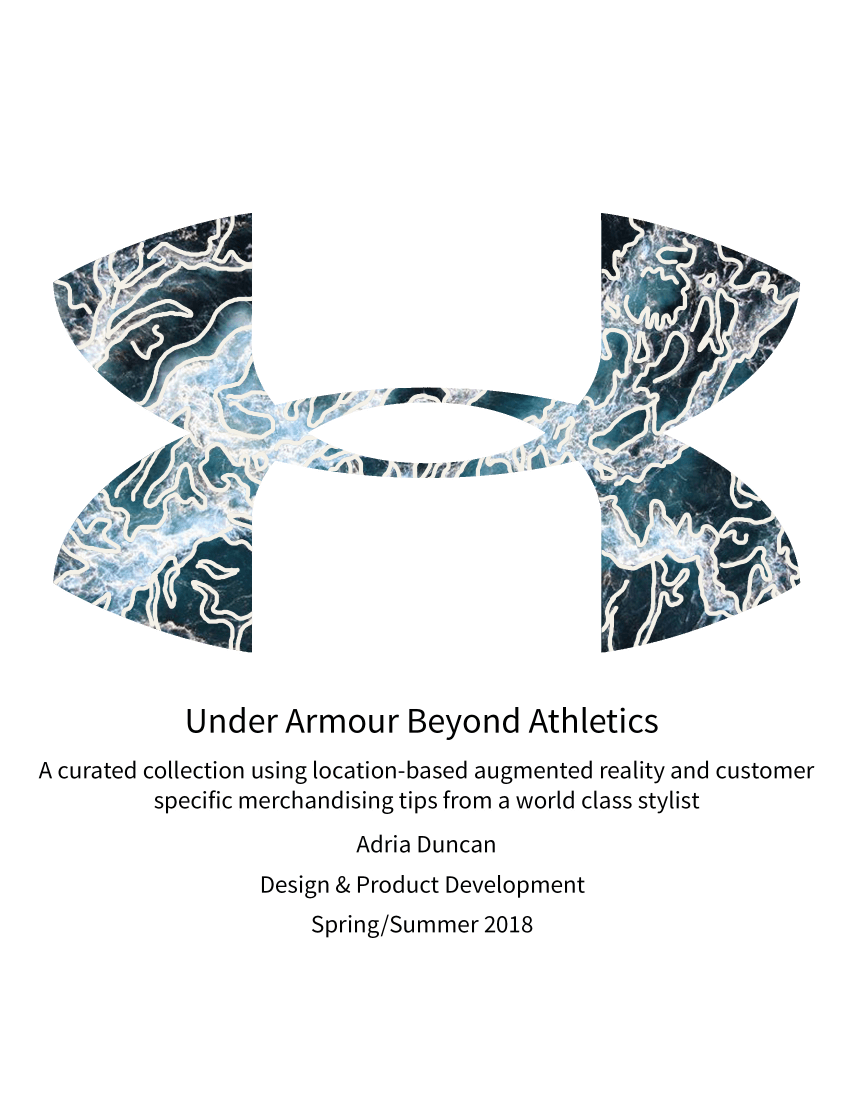 Under Armour Beyond Athletics
A curated collection using location-based augmented reality and customer
specific merchandising tips from a world class stylist
Adria Duncan
Design & Product Development
Spring/Summer 2018